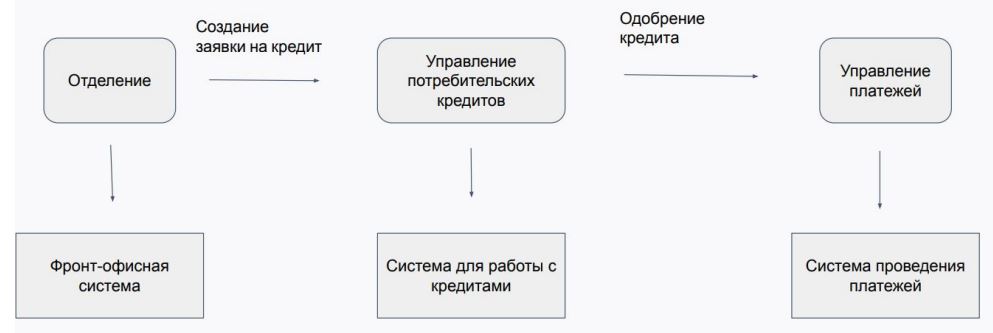 Создание
заявки на кредит
Одобрение
кредита
Отделение
Управление
потребительских
кредитов
Управление
платежей
Фронт-офисная
система
Система для работы с
кредитами
Система проведения
платежей